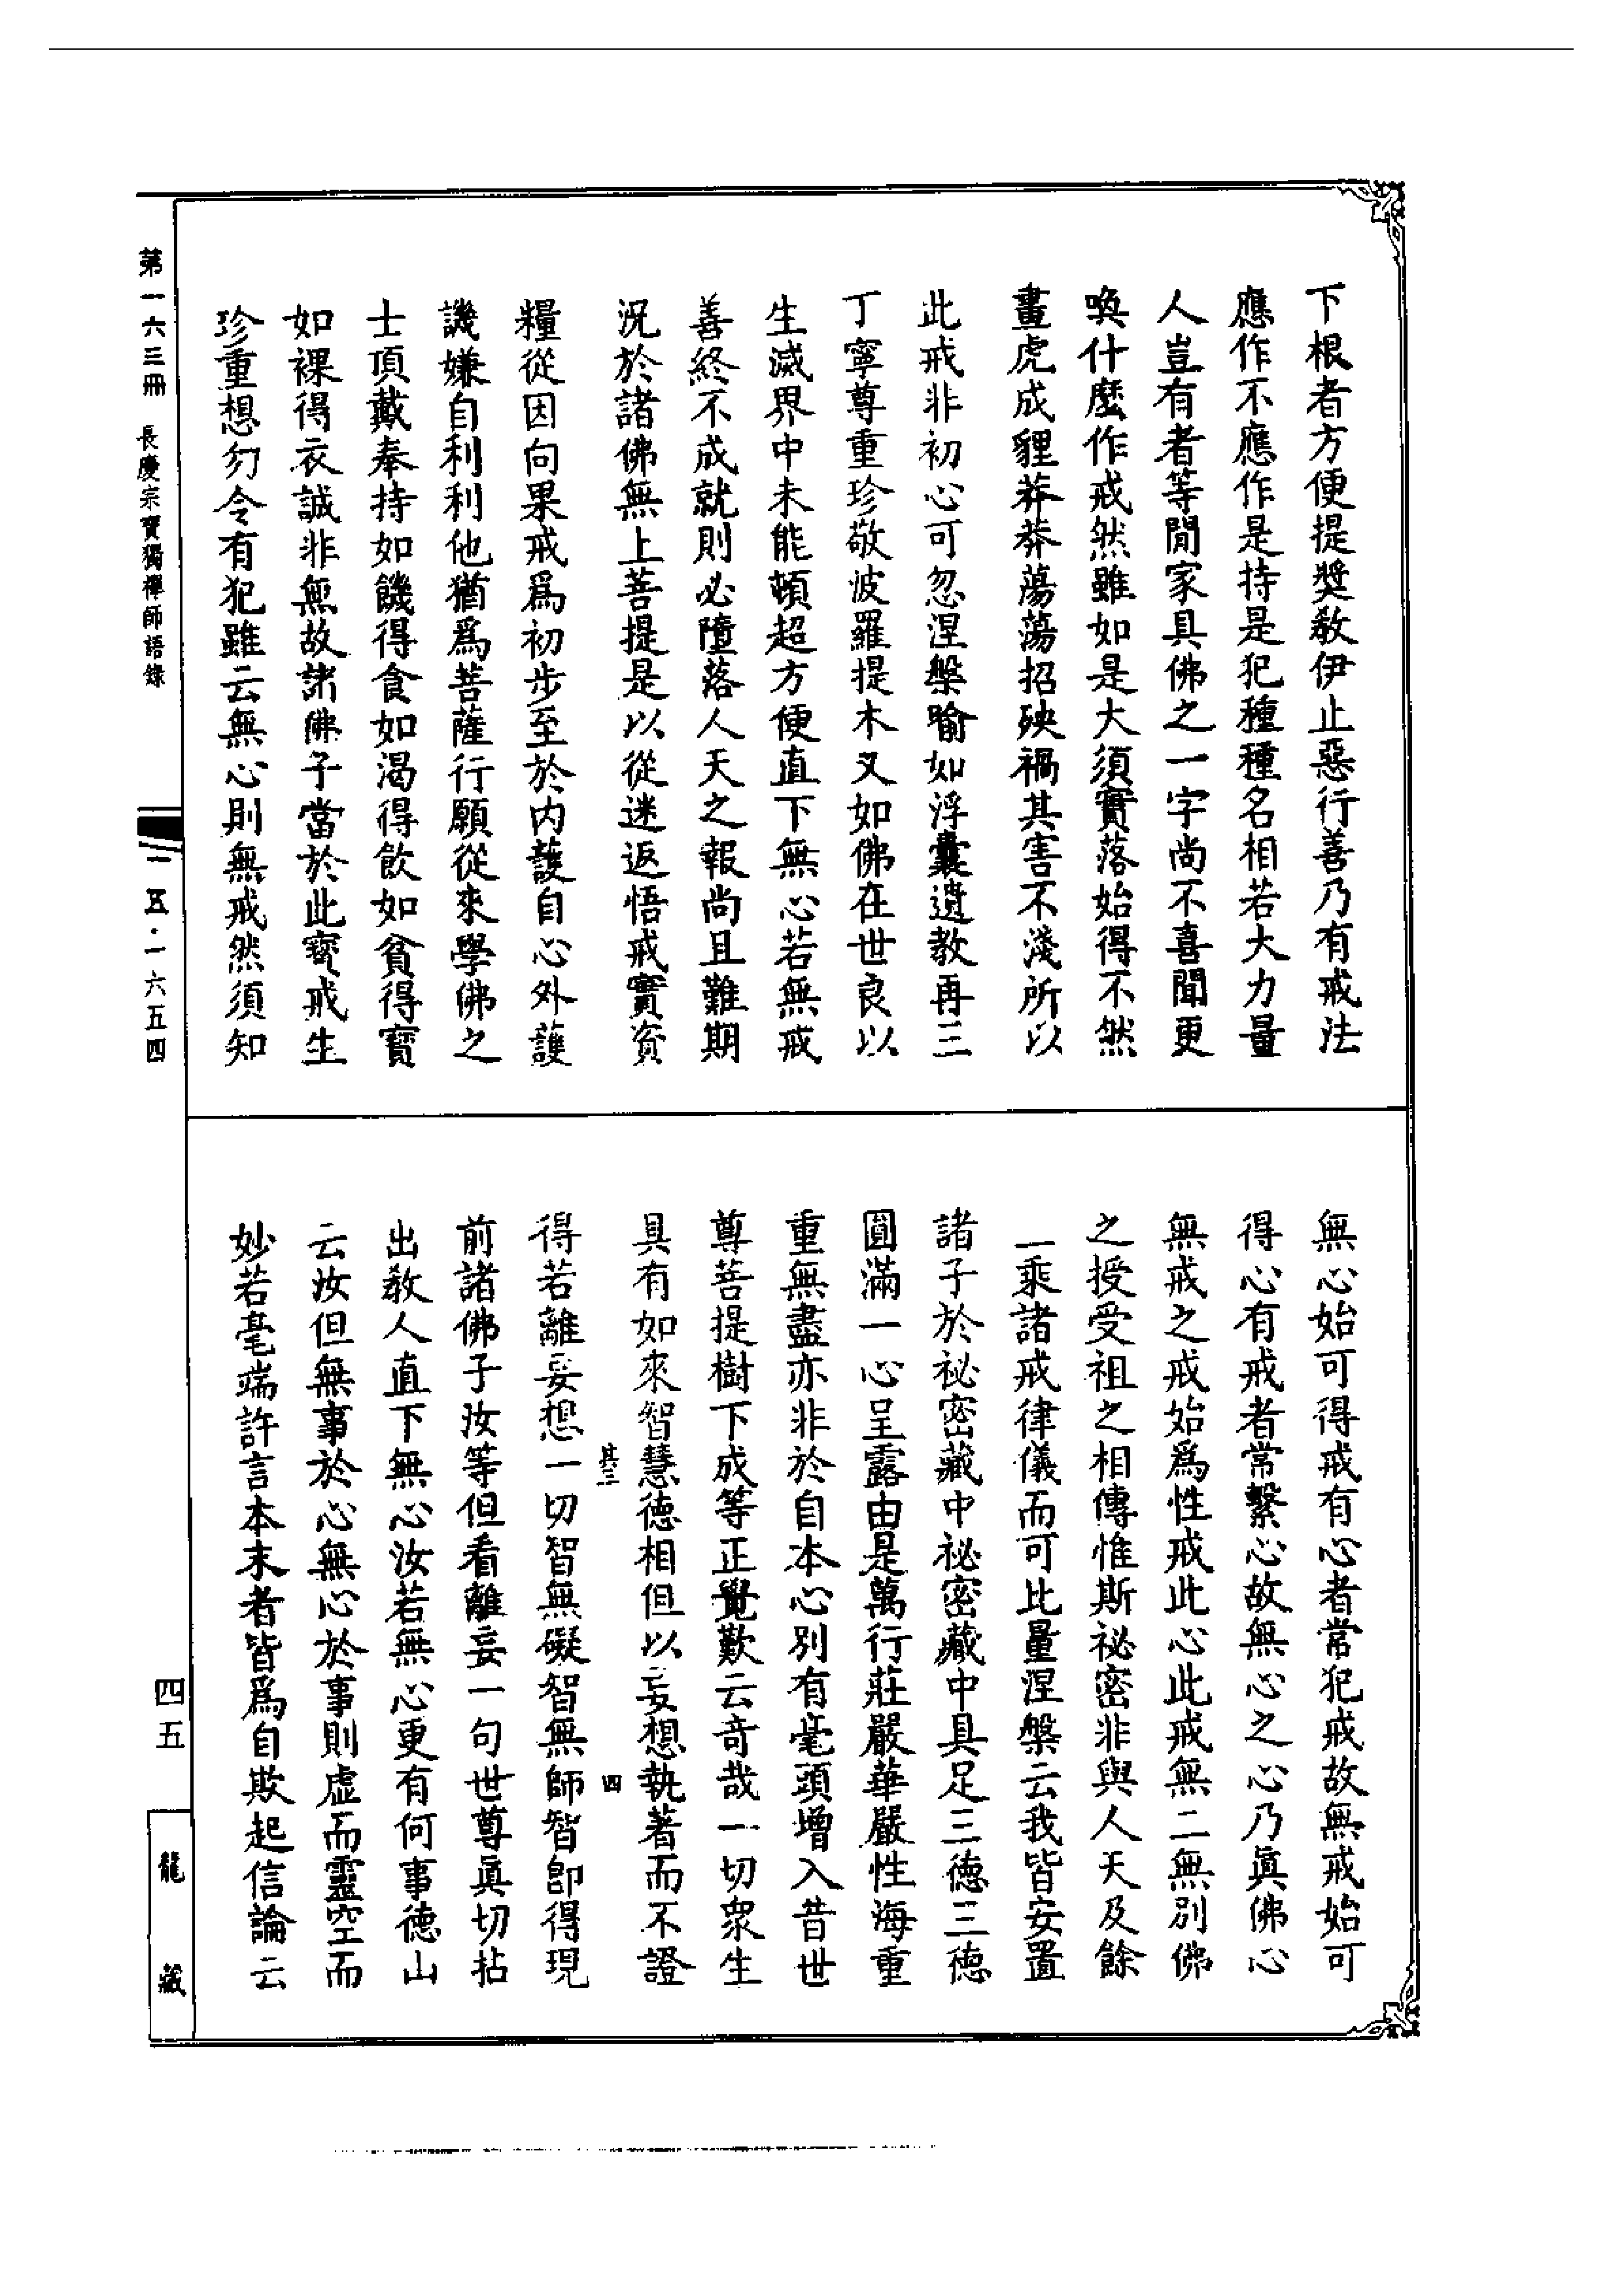 下根者方便提獎教伊止惡行善乃有戒法
應作不應作是持是犯種種名相若大力量
人豈有者等閒家具佛之一字尚不喜聞更
喚什麼作戒然雖如是大須實落始得不然
畫虎成貍莽莽蕩蕩招殃禍其害不淺所以
此戒非初心可忽涅槃喻如浮囊遺教再三
丁寧尊重珍敬波羅提木叉如佛在世良以
生滅界中未能頓超方便直下無心若無戒
善終不成就則必墮落人天之報尚且難期
況於諸佛無上菩提是以從迷返悟戒實資
糧從因向果戒爲初步至於內護自心外護
譏嫌自利利他猶爲菩薩行願從來學佛之
士頂戴奉持如饑得食如渴得飲如貧得寶
如裸得衣誠非無故諸佛子當於此寶戒生
珍重想勿令有犯雖云無心則無戒然須知
無心始可得戒有心者常犯戒故無戒始可
得心有戒者常繫心故無心之心乃眞佛心
無戒之戒始爲性戒此心此戒無二無別佛
之授受祖之相傳惟斯祕密非與人天及餘
一乘諸戒律儀而可比量涅槃云我皆安置
諸子於祕密藏中祕密藏中具足三德三德
圓滿一心呈露由是萬行莊嚴華嚴性海重
重無盡亦非於自本心別有毫頭增入昔世
尊菩提樹下成等正覺歎云奇哉一切衆生
具有如來智慧德相但以妄想執著而不證
其三 四
得若離妄想一切智無礙智無師智卽得現
前諸佛子汝等但看離妄一句世尊眞切拈
出教人直下無心汝若無心更有何事德山
云汝但無事於心無心於事則虛而靈空而
妙若毫端許言本末者皆爲自欺起信論云
第一六三冊 長慶宗寶獨禪師語錄
一五·一六五四
四五
龍藏